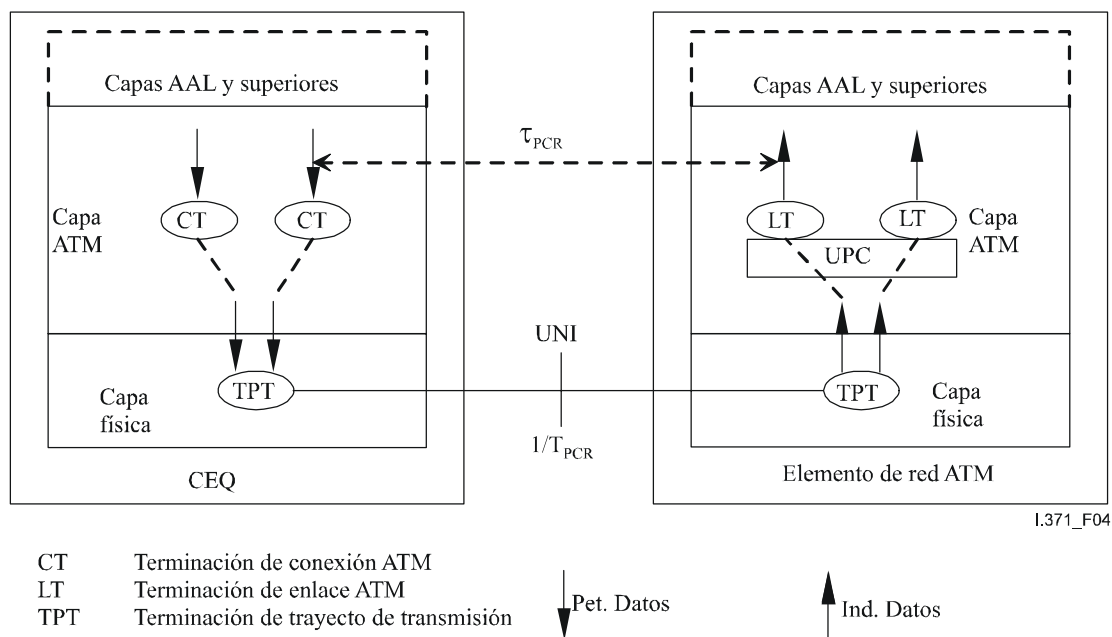 Capas AAL y superiores
Capas AAL y superiores
τPCR
CT
CT
LT
LT
Capa
ATM
Capa
ATM
UPC
UNI
TPT
TPT
Capa
física
Capa
física
1/TPCR
CEQ
Elemento de red ATM
I.371_F04
CT Terminación de conexión ATM
LT Terminación de enlace ATM
TPT Terminación de trayecto de transmisión
Pet. Datos
Ind. Datos